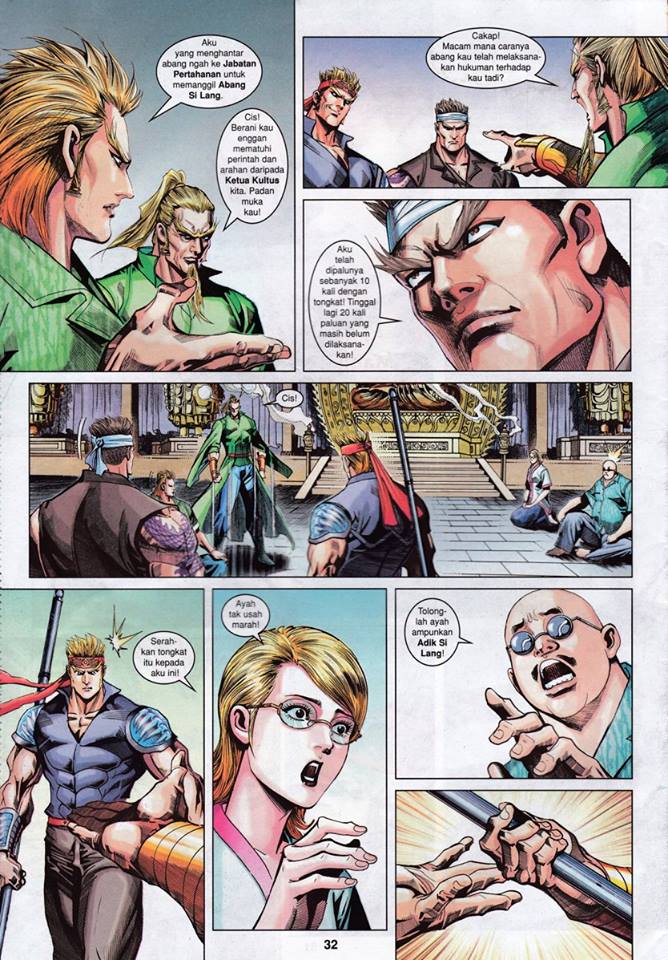 Aku
yang menghantar
abang ngah ke Jabatan
Pertahanan untuk
memanggil Abang
Si Lang.
Cis!
Berani kau
enggan
mematuhi
perintah dan
arahan daripada
Ketua Kultus
kita. Padan
muka
kau!
Cakap!
Macam mana caranya
abang kau telah melaksana-
kan hukuman terhadap
kau tadi?
Aku
telah
dipalunya
sebanyak 10
kali dengan
tongkat! Tinggal
lagi 20 kali
paluan yang
masih belum
dilaksana-
kan!
Cis!
Serah-
kan tongkat
itu kepada
aku ini!
Ayah
tak usah
marah!
Tolong-
lah ayah
ampunkan
Adik Si
Lang!
32